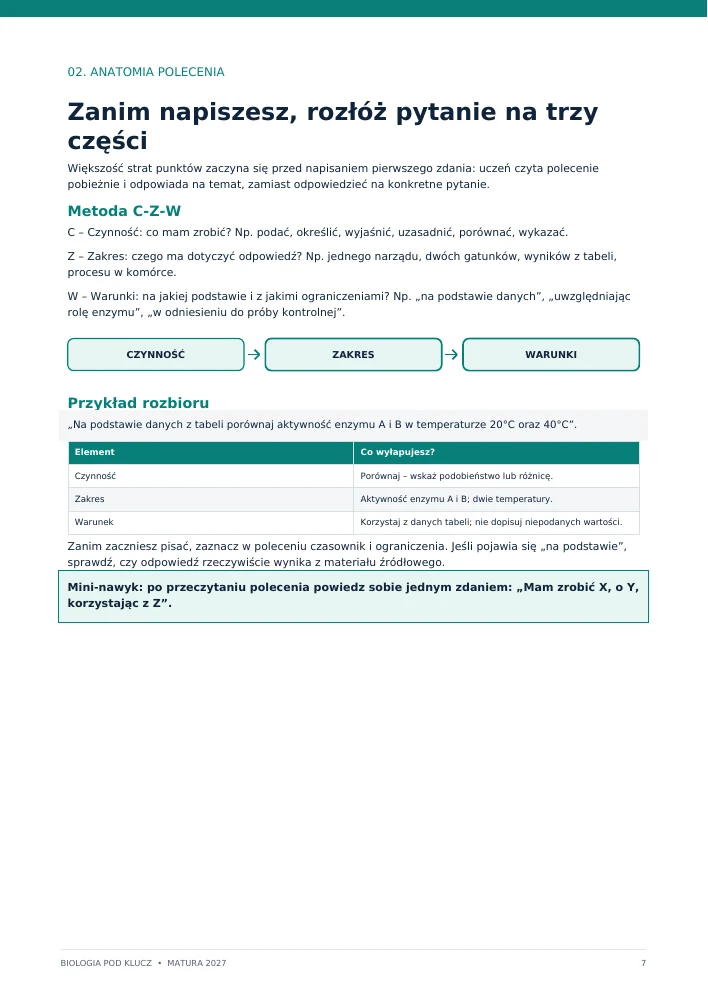 02. ANATOMIA POLECENIA
Zanim napiszesz, rozłóż pytanie na trzy
części
Większość strat punktów zaczyna się przed napisaniem pierwszego zdania: uczeń czyta polecenie
pobieżnie i odpowiada na temat, zamiast odpowiedzieć na konkretne pytanie.
Metoda C-Z-W
C – Czynność: co mam zrobić? Np. podać, określić, wyjaśnić, uzasadnić, porównać, wykazać.
Z – Zakres: czego ma dotyczyć odpowiedź? Np. jednego narządu, dwóch gatunków, wyników z tabeli,
procesu w komórce.
W – Warunki: na jakiej podstawie i z jakimi ograniczeniami? Np. „na podstawie danych”, „uwzględniając
rolę enzymu”, „w odniesieniu do próby kontrolnej”.
CZYNNOŚĆ → ZAKRES → WARUNKI
Przykład rozbioru
„Na podstawie danych z tabeli porównaj aktywność enzymu A i B w temperaturze 20°C oraz 40°C”.
Element Co wyłapujesz?
Czynność Porównaj – wskaż podobieństwo lub różnicę.
Zakres Aktywność enzymu A i B; dwie temperatury.
Warunek Korzystaj z danych tabeli; nie dopisuj niepodanych wartości.
Zanim zaczniesz pisać, zaznacz w poleceniu czasownik i ograniczenia. Jeśli pojawia się „na podstawie”,
sprawdź, czy odpowiedź rzeczywiście wynika z materiału źródłowego.
Mini-nawyk: po przeczytaniu polecenia powiedz sobie jednym zdaniem: „Mam zrobić X, o Y,
korzystając z Z”.
BIOLOGIA POD KLUCZ • MATURA 2027 7